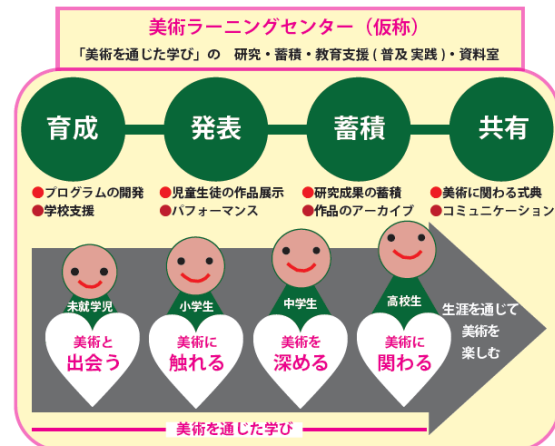 美術ラーニングセンター（仮称）
「美術を通じた学び」の　研究・蓄積・教育支援(普及実践)・資料室
育成
発表
蓄積
共有
●プログラムの開発
●学校支援
●児童生徒の作品展示
●パフォーマンス
●研究成果の蓄積
●作品のアーカイブ
●美術に関わる式典
●コミュニケーション
未就学児
美術と
出会う
小学生
美術に
触れる
中学生
美術を
深める
高校生
美術に
関わる
生涯を通じて
美術を
楽しむ
美術を通じた学び